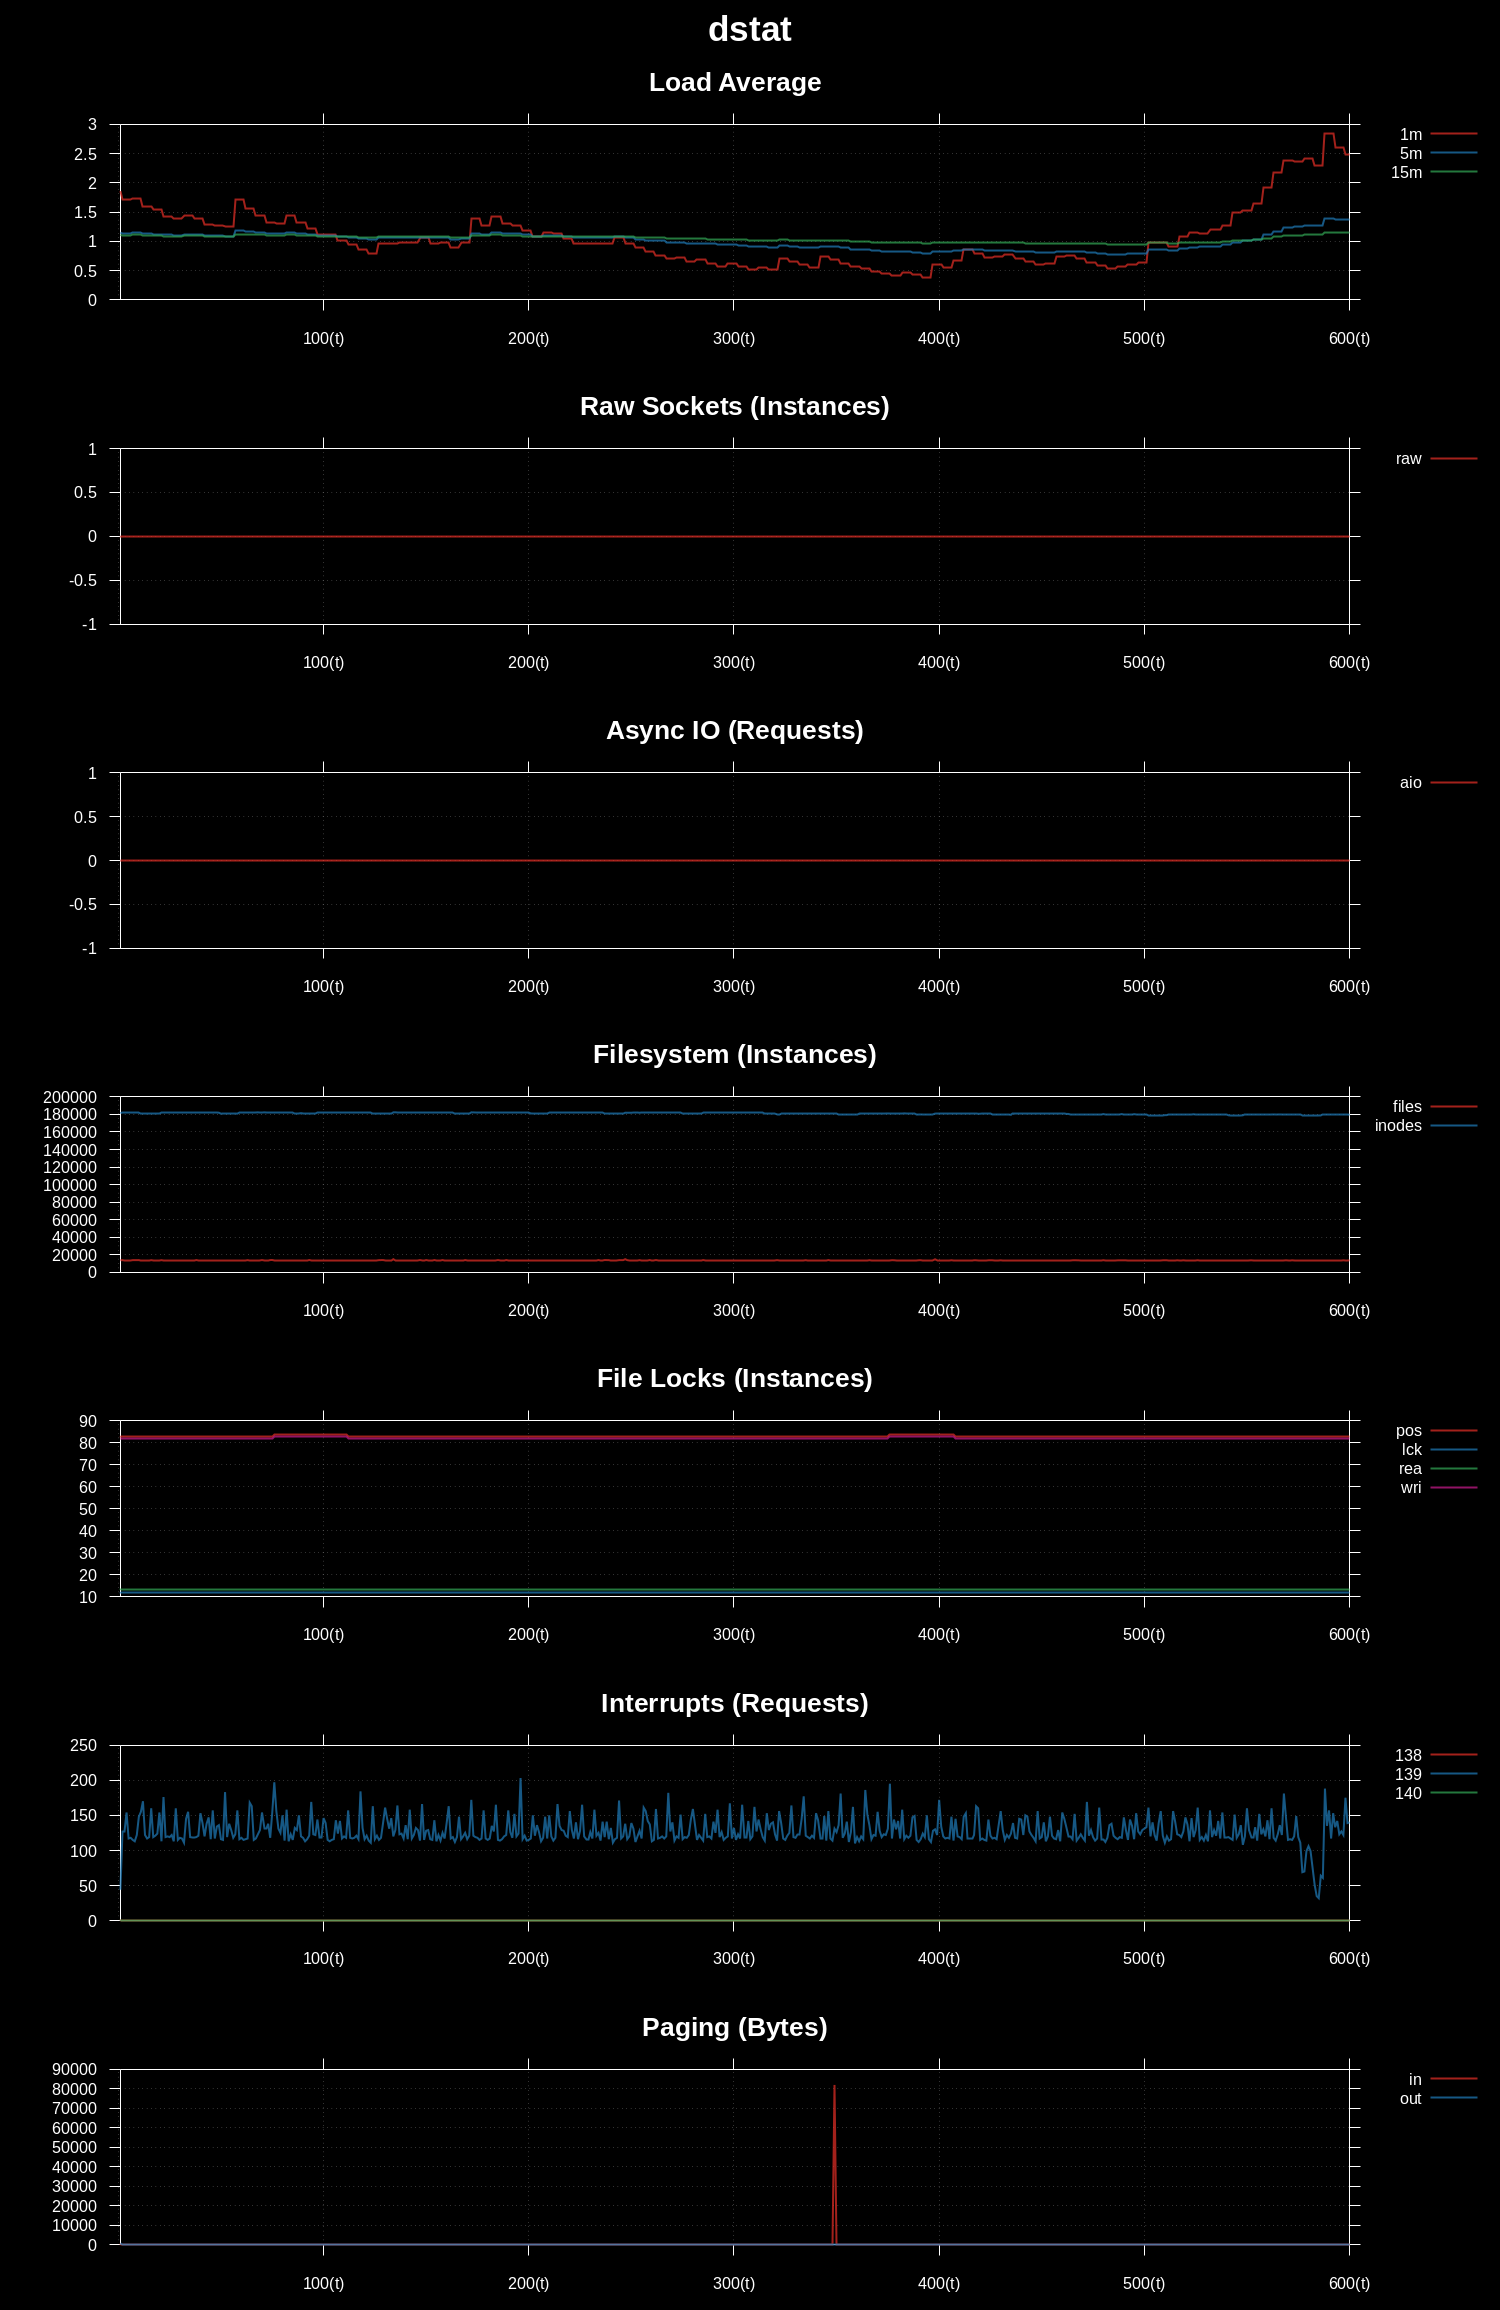 dstat
Load Average
3
2.5
2
1.5
1
0.5
0
1m
5m
15m
100(t) 200(t) 300(t) 400(t) 500(t) 600(t)
Raw Sockets (Instances)
1
0.5
0
-0.5
-1
raw
100(t) 200(t) 300(t) 400(t) 500(t) 600(t)
Async IO (Requests)
1
0.5
0
-0.5
-1
aio
100(t) 200(t) 300(t) 400(t) 500(t) 600(t)
Filesystem (Instances)
200000
180000
160000
140000
120000
100000
80000
60000
40000
20000
0
files
inodes
100(t) 200(t) 300(t) 400(t) 500(t) 600(t)
File Locks (Instances)
90
80
70
60
50
40
30
20
10
pos
lck
rea
wri
100(t) 200(t) 300(t) 400(t) 500(t) 600(t)
Interrupts (Requests)
250
200
150
100
50
0
138
139
140
100(t) 200(t) 300(t) 400(t) 500(t) 600(t)
Paging (Bytes)
90000
80000
70000
60000
50000
40000
30000
20000
10000
0
in
out
100(t) 200(t) 300(t) 400(t) 500(t) 600(t)